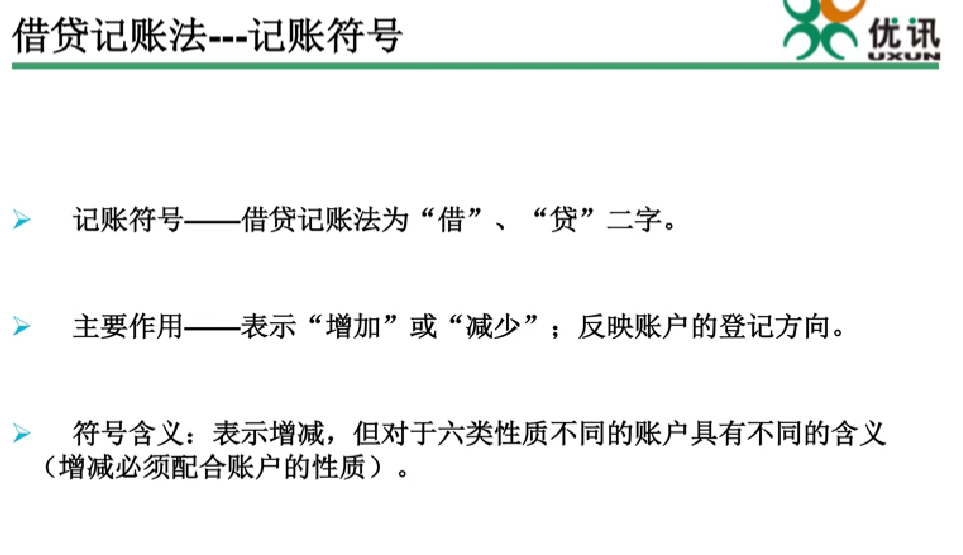 借贷记账法---记账符号
优讯
UXUN
记账符号——借贷记账法为“借”、“贷”二字。
主要作用——表示“增加”或“减少”；反映账户的登记方向。
符号含义：表示增减，但对于六类性质不同的账户具有不同的含义
（增减必须配合账户的性质）。